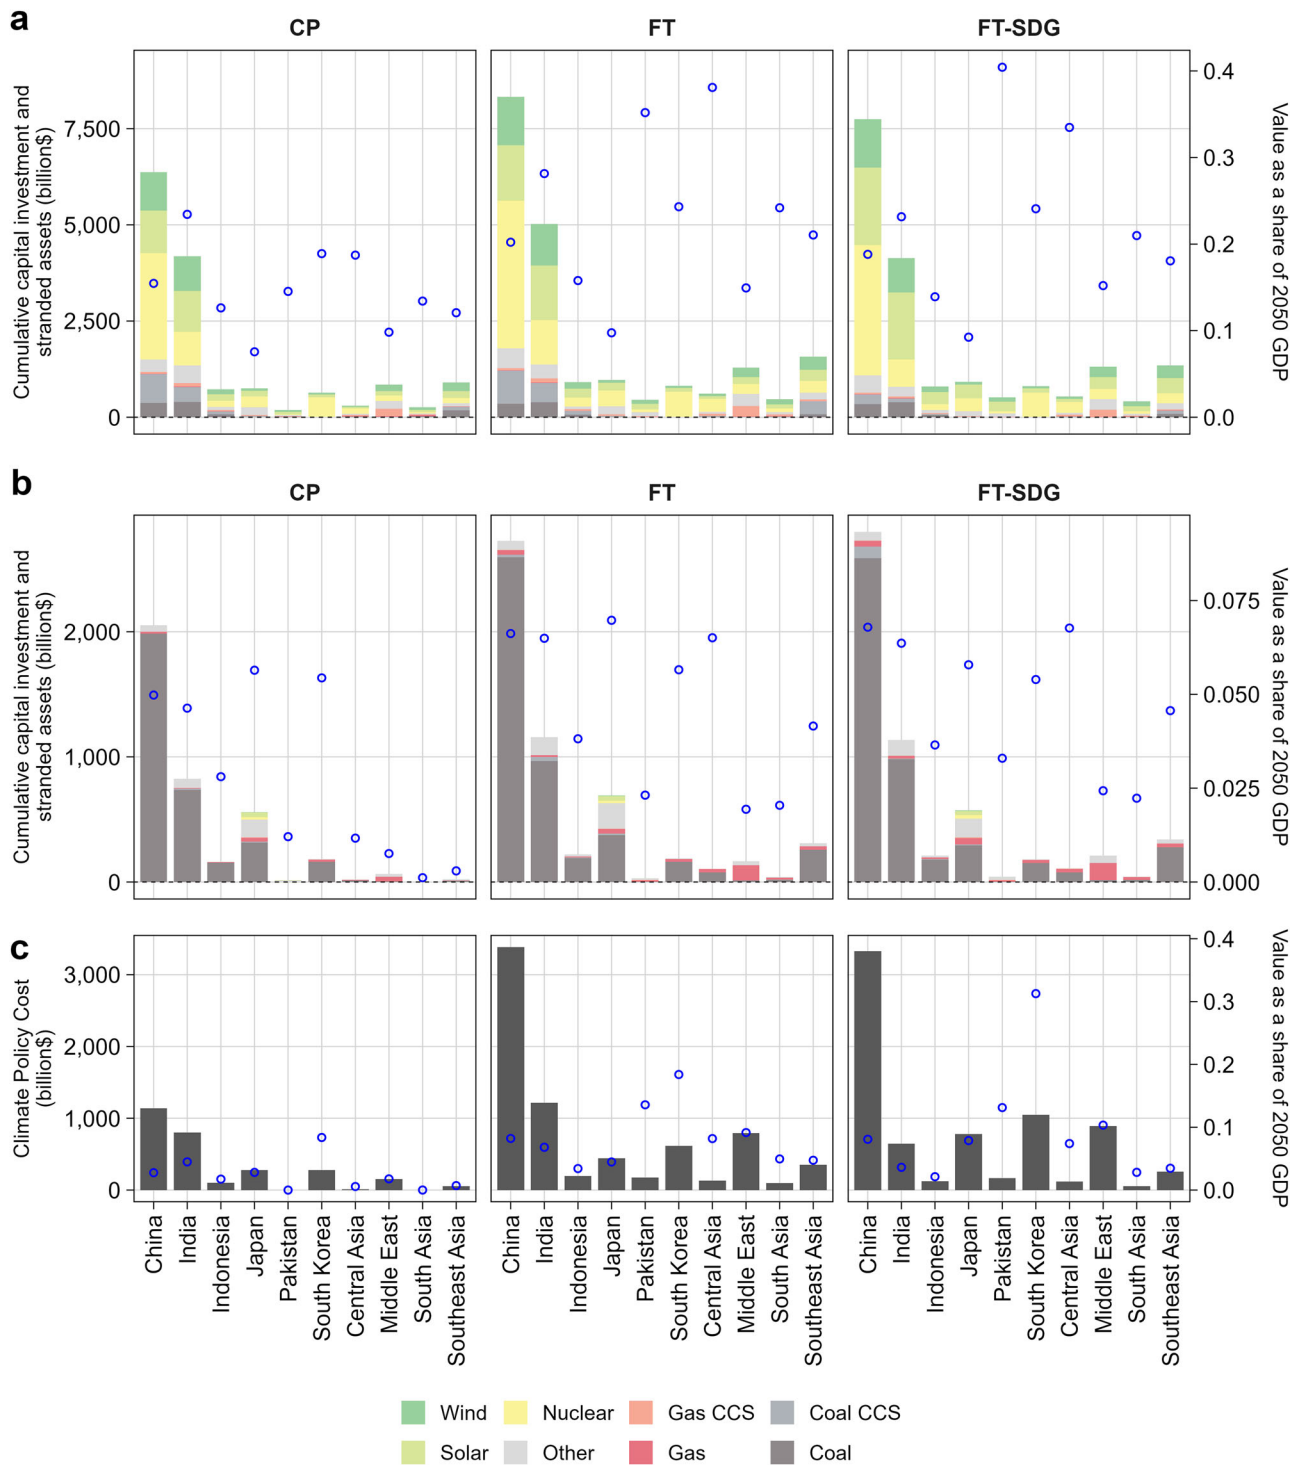 a
CP
FT
FT-SDG
Cumulative capital investment and
stranded assets (billion$)
7,500
5,000
2,500
0
0.4
0.3
0.2
0.1
0.0
Value as a share of 2050 GDP
b
CP
FT
FT-SDG
Cumulative capital investment and
stranded assets (billion$)
2,000
1,000
0
0.075
0.050
0.025
0.000
Value as a share of 2050 GDP
c
Climate Policy Cost
(billion$)
3,000
2,000
1,000
0
0.4
0.3
0.2
0.1
0.0
Value as a share of 2050 GDP
China
India
Indonesia
Japan
Pakistan
South Korea
Central Asia
Middle East
South Asia
Southeast Asia
China
India
Indonesia
Japan
Pakistan
South Korea
Central Asia
Middle East
South Asia
Southeast Asia
China
India
Indonesia
Japan
Pakistan
South Korea
Central Asia
Middle East
South Asia
Southeast Asia
Wind
Nuclear
Gas CCS
Coal CCS
Solar
Other
Gas
Coal